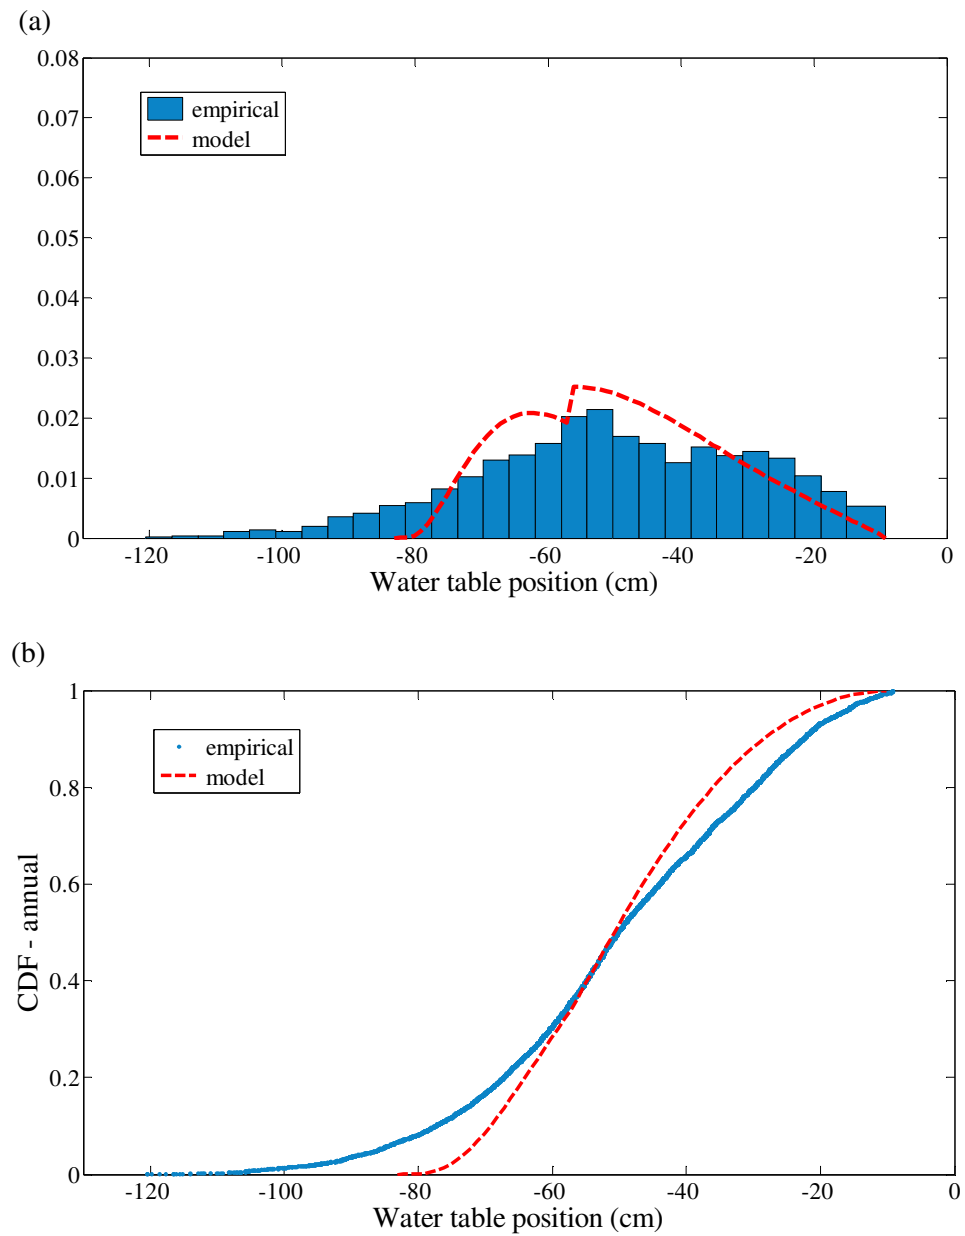 (a)
0.08
0.07
0.06
0.05
0.04
0.03
0.02
0.01
0
empirical
model
-120 -100 -80 -60 -40 -20 0
Water table position (cm)
(b)
1
0.8
0.6
0.4
0.2
0
CDF - annual
empirical
model
-120 -100 -80 -60 -40 -20 0
Water table position (cm)